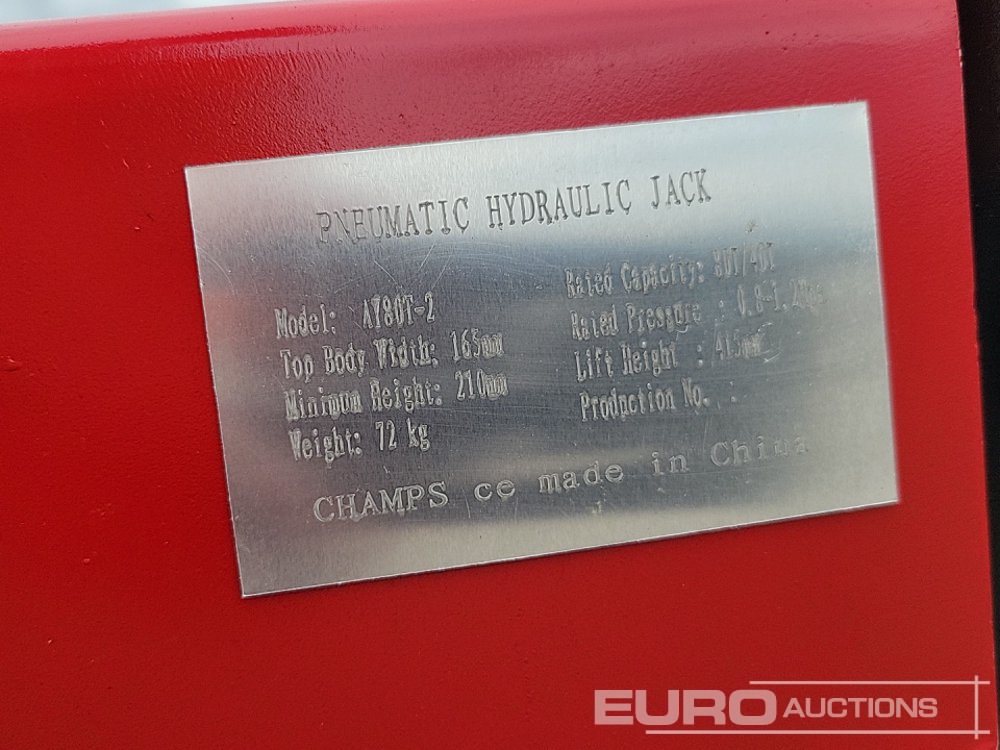 PNEUMATIC HYDRAULIC JACK
Model: AY80T-2
Rated Capacity: 80T/40T
Top Body Width: 165mm
Rated Pressure :
Minimum Height: 210mm
Lift Height : 415mm
Weight: 72 kg
Production No. .
CHAMPS ce made in China
EURO AUCTIONS